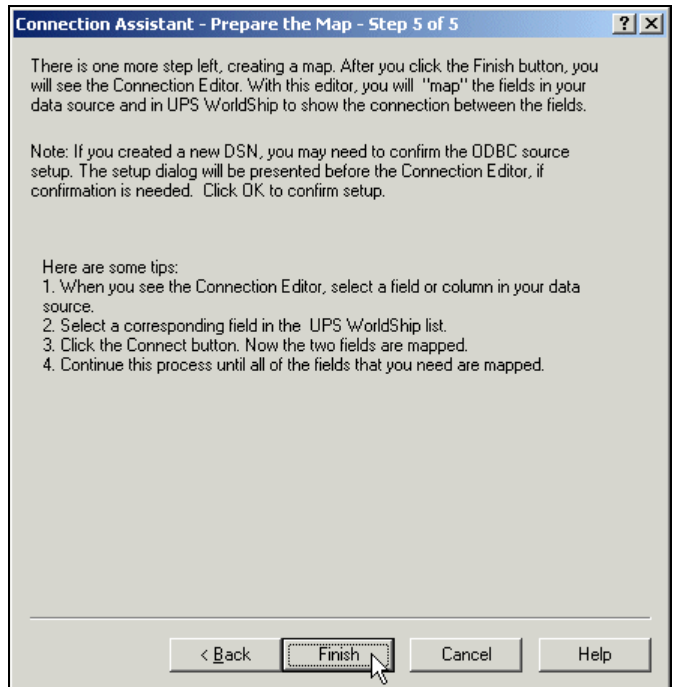 Connection Assistant - Prepare the Map - Step 5 of 5
There is one more step left, creating a map. After you click the Finish button, you
will see the Connection Editor. With this editor, you will "map" the fields in your
data source and in UPS WorldShip to show the connection between the fields.
Note: If you created a new DSN, you may need to confirm the ODBC source
setup. The setup dialog will be presented before the Connection Editor, if
confirmation is needed. Click OK to confirm setup.
Here are some tips:
1. When you see the Connection Editor, select a field or column in your data
source.
2. Select a corresponding field in the UPS WorldShip list.
3. Click the Connect button. Now the two fields are mapped.
4. Continue this process until all of the fields that you need are mapped.
< Back Finish Cancel Help